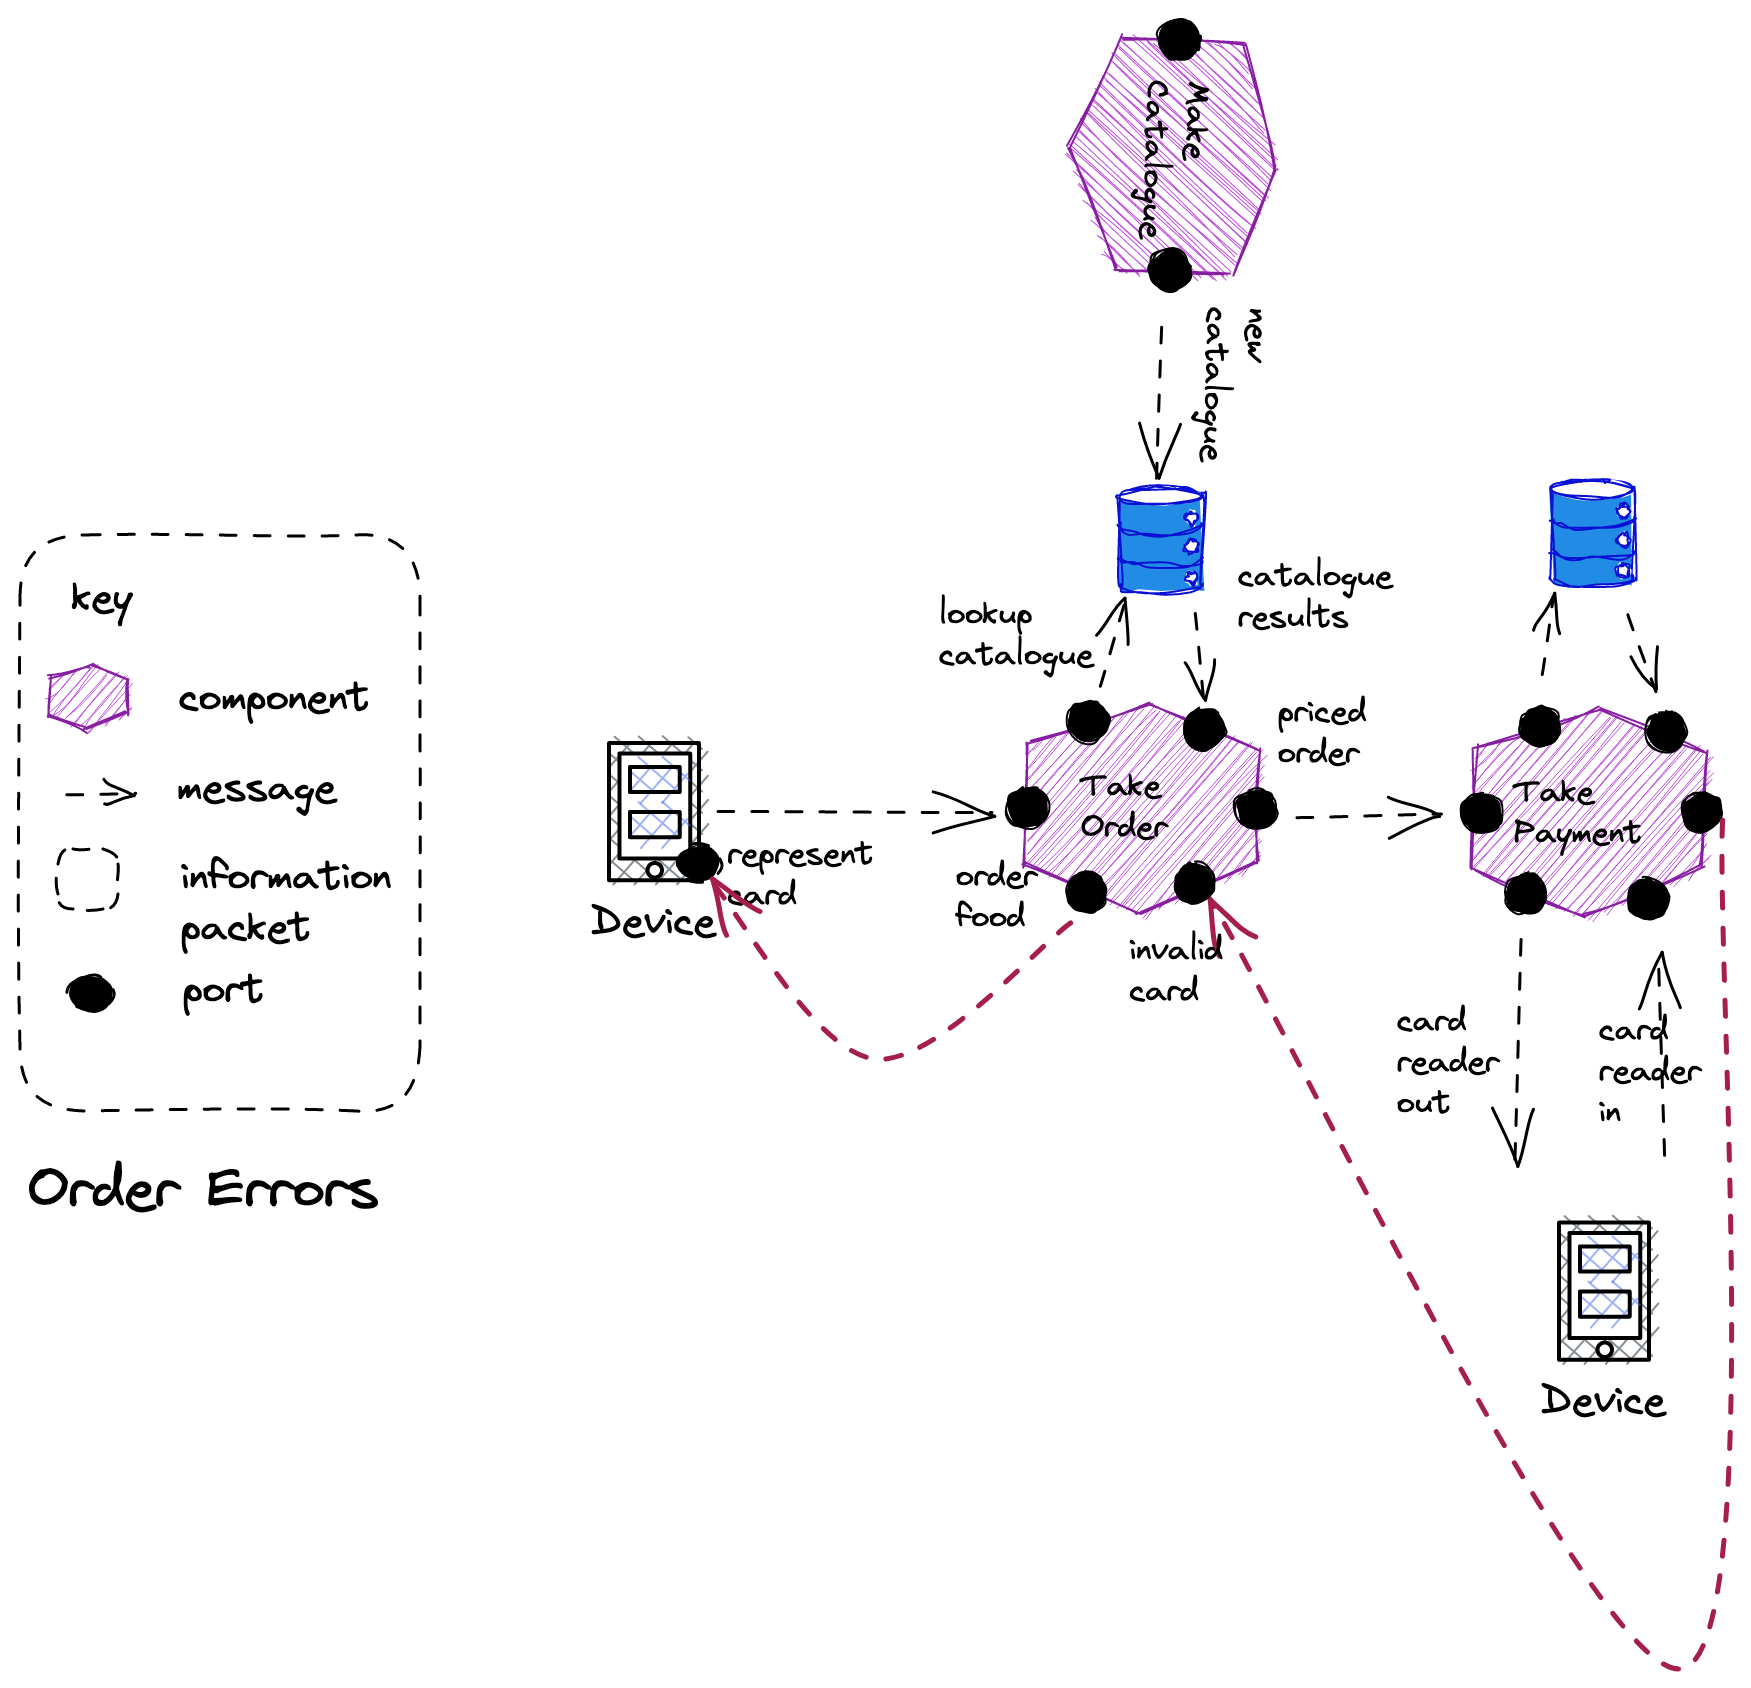 Make
Catalogue
new
catalogue
key
component
message
information
packet
port
Order Errors
lookup
catalogue
catalogue
results
priced
order
Take
Order
Take
Payment
represent
card
Device
order
food
invalid
card
card
reader
out
card
reader
in
Device